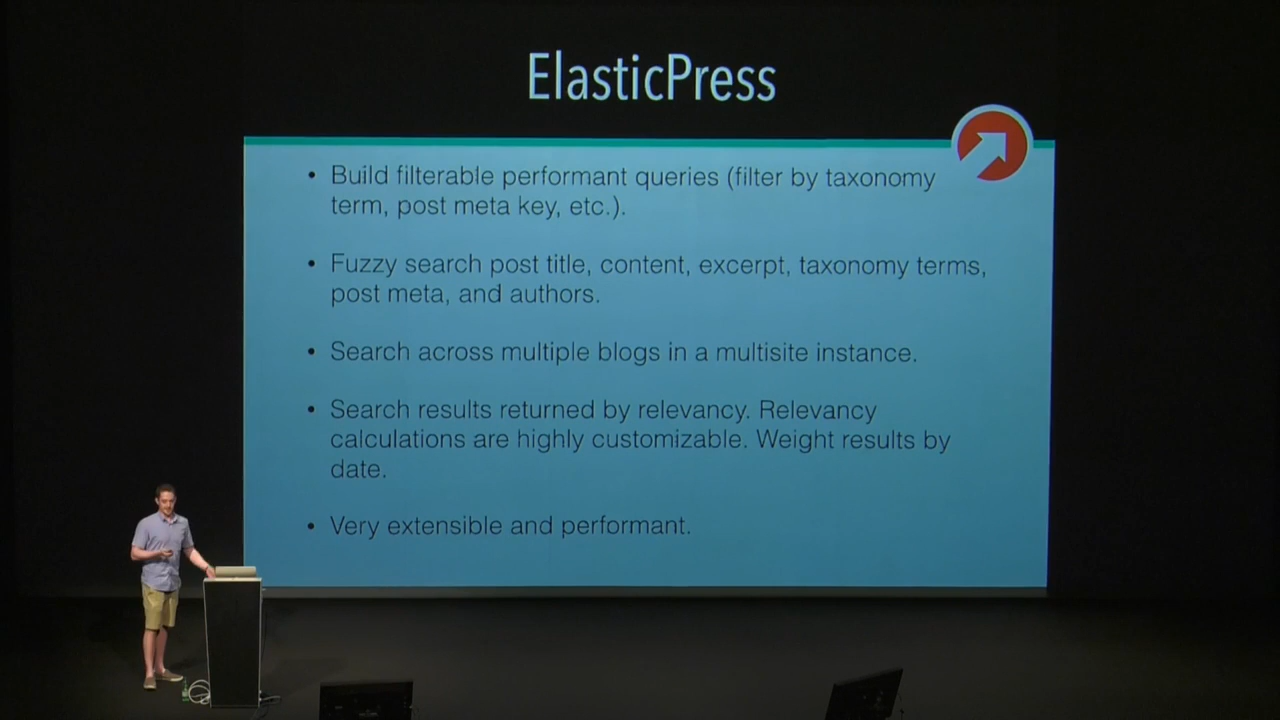 ElasticPress
• Build filterable performant queries (filter by taxonomy
term, post meta key, etc.).
• Fuzzy search post title, content, excerpt, taxonomy terms,
post meta, and authors.
• Search across multiple blogs in a multisite instance.
• Search results returned by relevancy. Relevancy
calculations are highly customizable. Weight results by
date.
• Very extensible and performant.